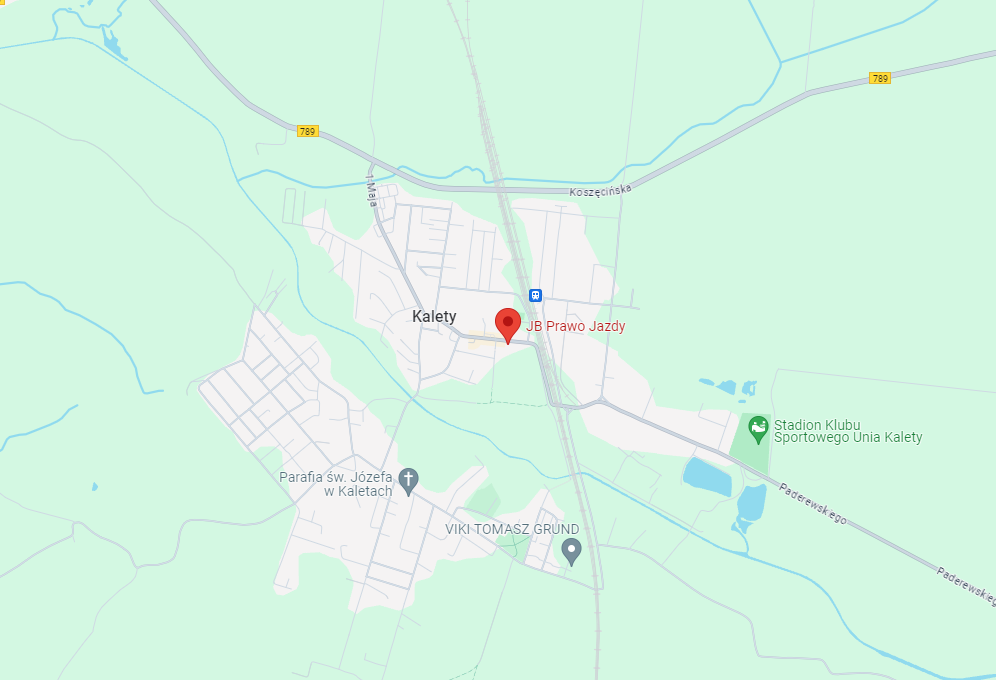 789
789
1 Maja
Koszęcińska
Kalety
JB Prawo Jazdy
Stadion Klubu
Sportowego Unia Kalety
Parafia św. Józefa
w Kaletach
Paderewskiego
VIKI TOMASZ GRUND
Paderewskieg